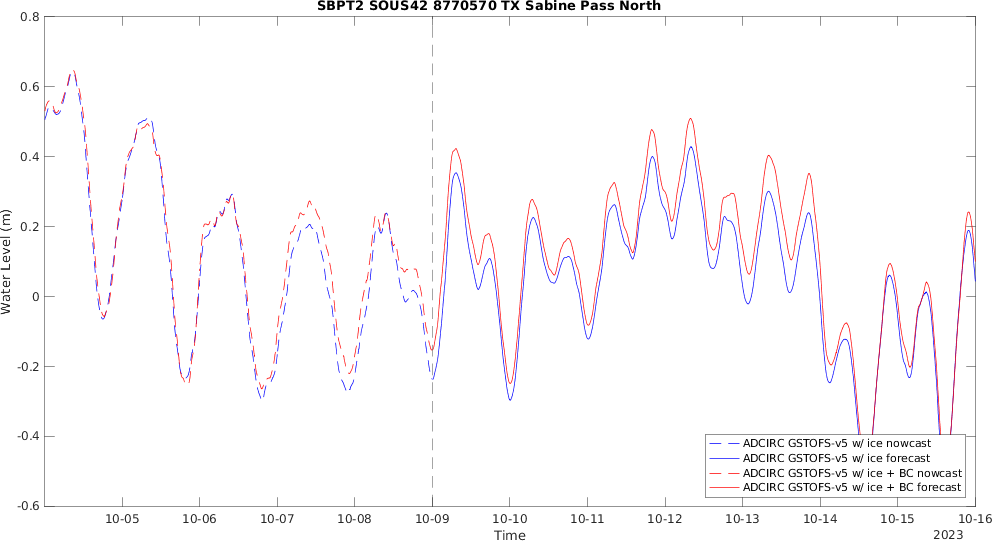 SBPT2 SOUS42 8770570 TX Sabine Pass North
0.8
0.6
0.4
0.2
0
-0.2
-0.4
-0.6
Water Level (m)
10-05 10-06 10-07 10-08 10-09 10-10 10-11 10-12 10-13 10-14 10-15 10-16
Time
2023
ADCIRC GSTOFS-v5 w/ ice nowcast
ADCIRC GSTOFS-v5 w/ ice forecast
ADCIRC GSTOFS-v5 w/ ice + BC nowcast
ADCIRC GSTOFS-v5 w/ ice + BC forecast